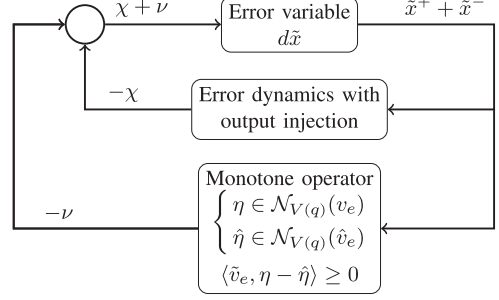 χ + ν
Error variable
dx̃
x̃⁺ + x̃⁻
−χ
Error dynamics with
output injection
Monotone operator
η ∈ 𝒩_{V(q)}(v_e)
η̂ ∈ 𝒩_{V(q)}(v̂_e)
⟨ṽ_e, η − η̂⟩ ≥ 0
−ν